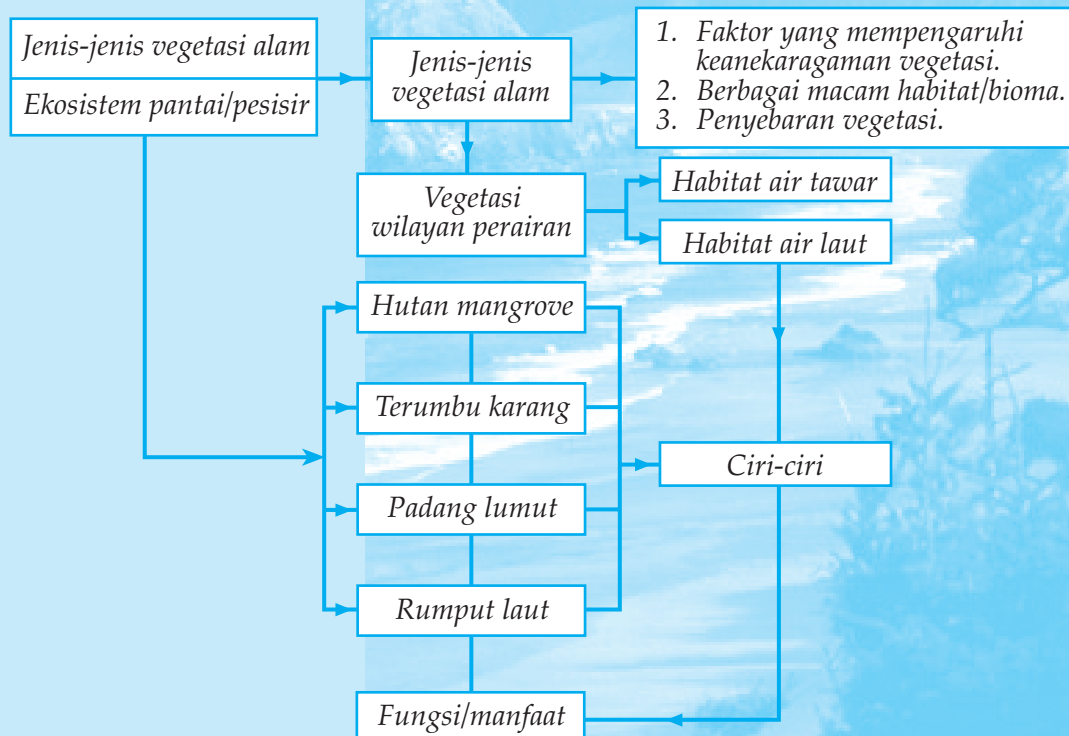 Jenis-jenis vegetasi alam
Ekosistem pantai/pesisir
Jenis-jenis
vegetasi alam
1. Faktor yang mempengaruhi
keanekaragaman vegetasi.
2. Berbagai macam habitat/bioma.
3. Penyebaran vegetasi.
Vegetasi
wilayan perairan
Habitat air tawar
Habitat air laut
Hutan mangrove
Terumbu karang
Padang lumut
Rumput laut
Ciri-ciri
Fungsi/manfaat